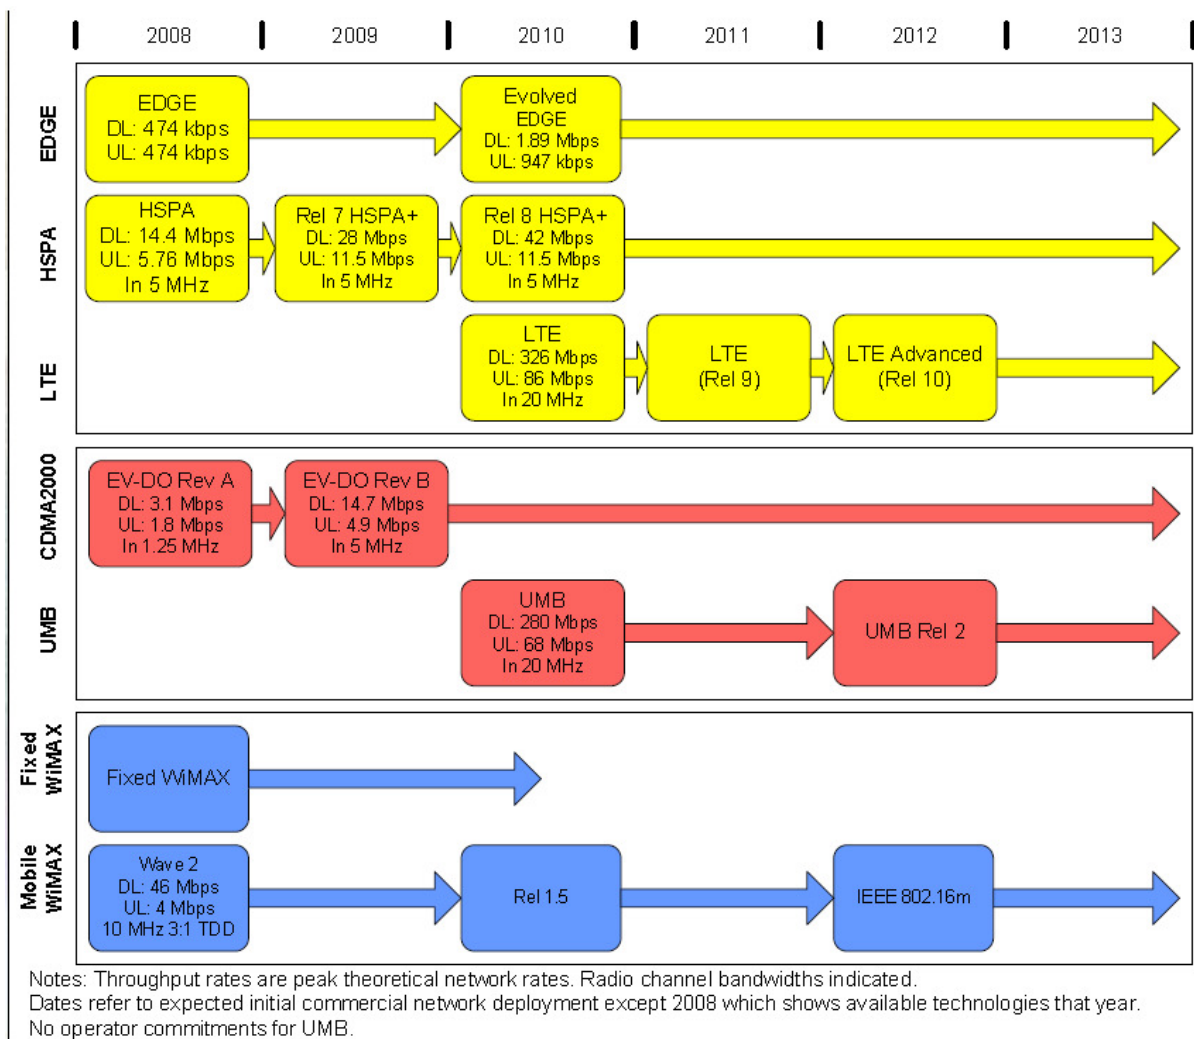 2008 2009 2010 2011 2012 2013
EDGE
EDGE
DL: 474 kbps
UL: 474 kbps
Evolved
EDGE
DL: 1.89 Mbps
UL: 947 kbps
HSPA
HSPA
DL: 14.4 Mbps
UL: 5.76 Mbps
In 5 MHz
Rel 7 HSPA+
DL: 28 Mbps
UL: 11.5 Mbps
In 5 MHz
Rel 8 HSPA+
DL: 42 Mbps
UL: 11.5 Mbps
In 5 MHz
LTE
LTE
DL: 326 Mbps
UL: 86 Mbps
In 20 MHz
LTE
(Rel 9)
LTE Advanced
(Rel 10)
CDMA2000
EV-DO Rev A
DL: 3.1 Mbps
UL: 1.8 Mbps
In 1.25 MHz
EV-DO Rev B
DL: 14.7 Mbps
UL: 4.9 Mbps
In 5 MHz
UMB
UMB
DL: 280 Mbps
UL: 68 Mbps
In 20 MHz
UMB Rel 2
Fixed
WiMAX
Fixed WiMAX
Mobile
WiMAX
Wave 2
DL: 46 Mbps
UL: 4 Mbps
10 MHz 3:1 TDD
Rel 1.5
IEEE 802.16m
Notes: Throughput rates are peak theoretical network rates. Radio channel bandwidths indicated.
Dates refer to expected initial commercial network deployment except 2008 which shows available technologies that year.
No operator commitments for UMB.